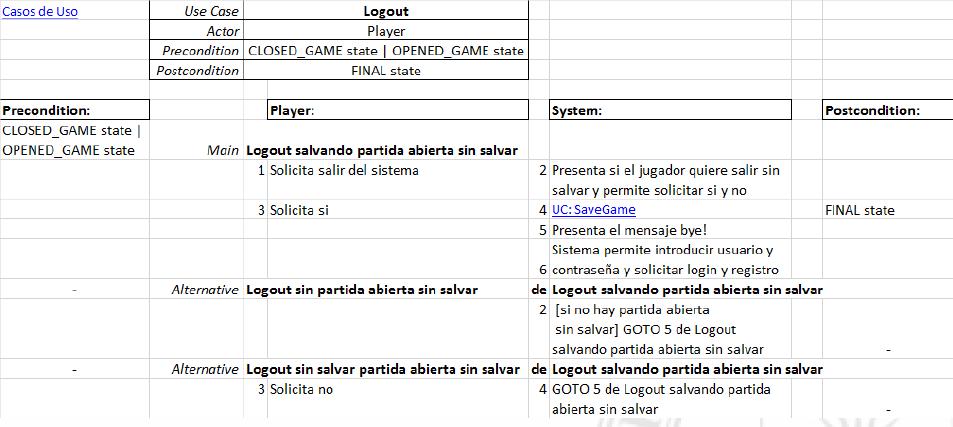 Casos de Uso Use Case Logout
Actor Player
Precondition CLOSED_GAME state | OPENED_GAME state
Postcondition FINAL state
Precondition: Player: System: Postcondition:
CLOSED_GAME state |
OPENED_GAME state Main Logout salvando partida abierta sin salvar
1 Solicita salir del sistema 2 Presenta si el jugador quiere salir sin
salvar y permite solicitar si y no
3 Solicita si 4 UC: SaveGame FINAL state
5 Presenta el mensaje bye!
Sistema permite introducir usuario y
6 contraseña y solicitar login y registro
- Alternative Logout sin partida abierta sin salvar de Logout salvando partida abierta sin salvar
2 [si no hay partida abierta
sin salvar] GOTO 5 de Logout
salvando partida abierta sin salvar -
- Alternative Logout sin salvar partida abierta sin salvar de Logout salvando partida abierta sin salvar
3 Solicita no 4 GOTO 5 de Logout salvando partida
abierta sin salvar -